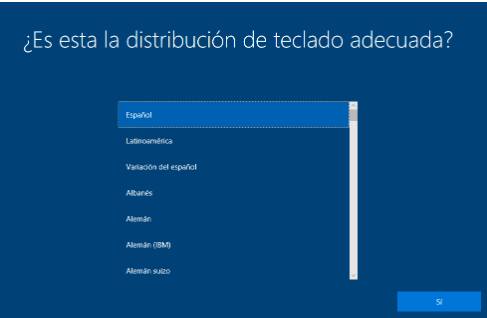 ¿Es esta la distribución de teclado adecuada?
Español
Latinoamérica
Variación del español
Albanés
Alemán
Alemán (IBM)
Alemán suizo
Sí